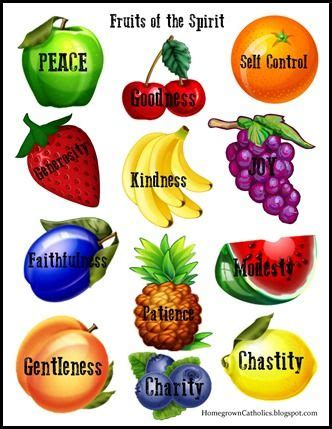 Fruits of the Spirit
PEACE
Goodness
Self Control
Generosity
Kindness
JOY
Faithfulness
Patience
Modesty
Gentleness
Charity
Chastity
HomegrownCatholics.blogspot.com